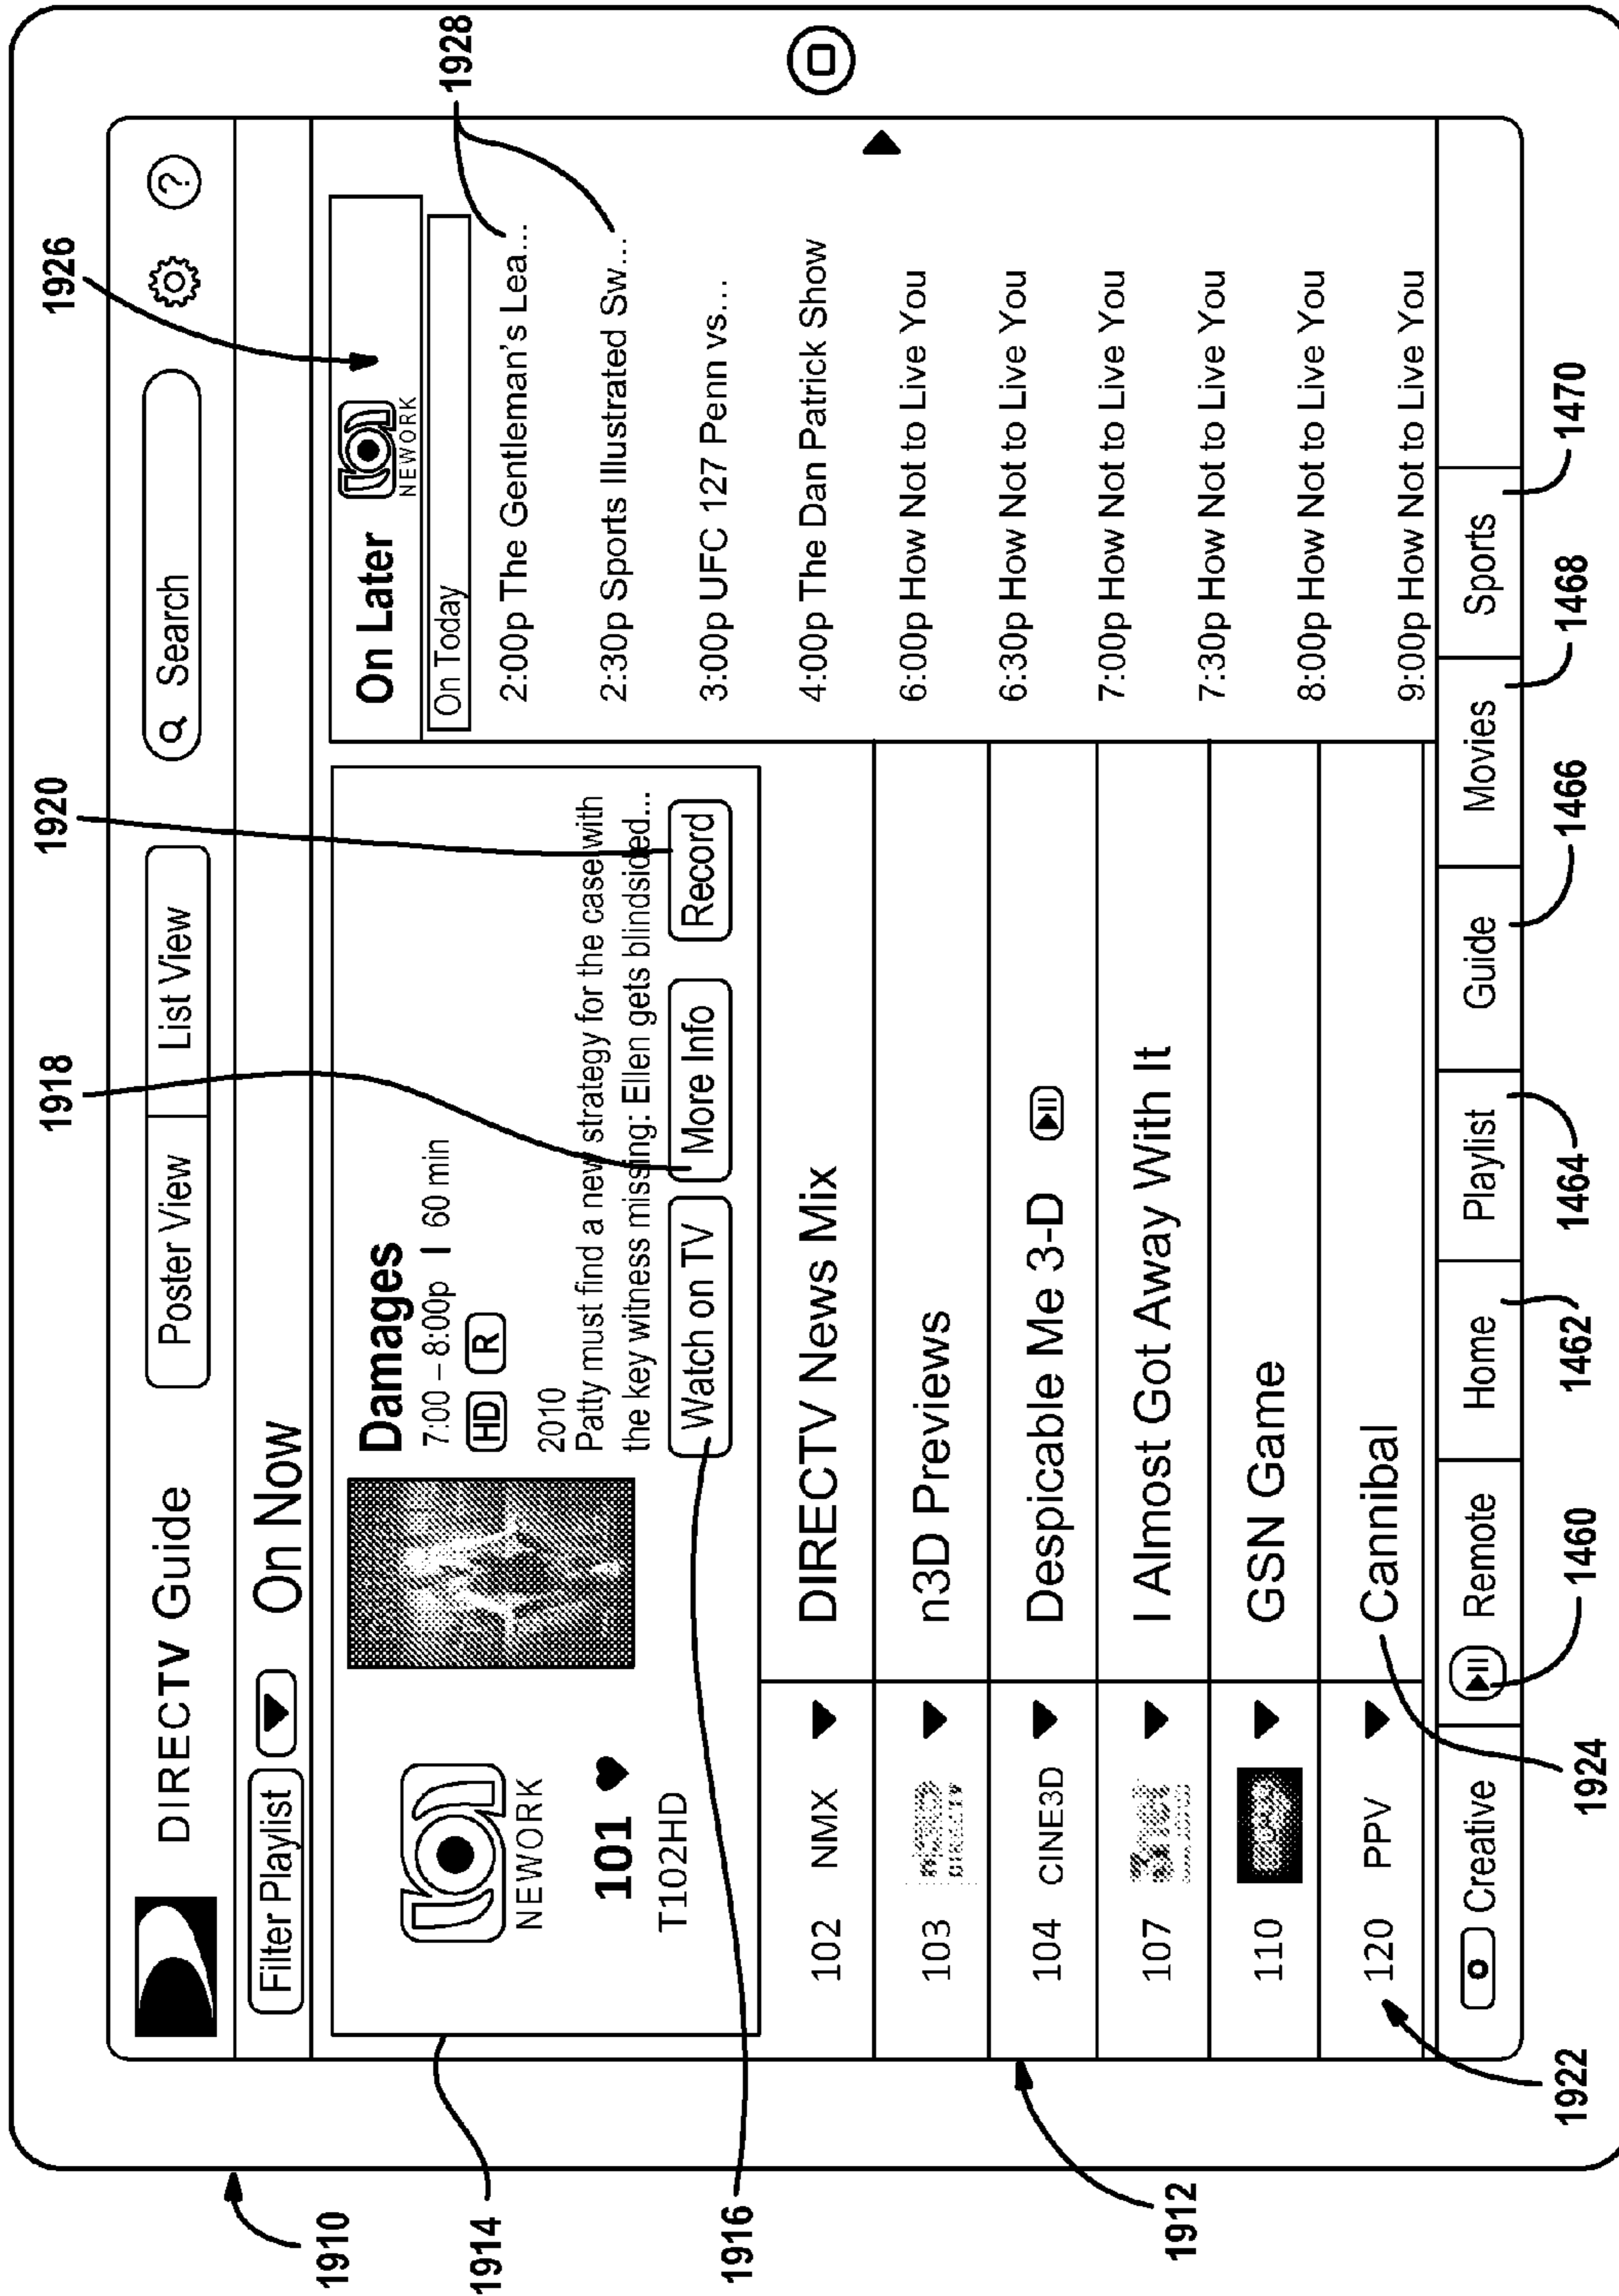 1926
1920
1918
1928
1910
DIRECTV Guide
Poster View
List View
Search
?
Filter Playlist
On Now
1914
NEWORK
101
T102HD
Damages
7:00 – 8:00p I 60 min
HD R
2010
Patty must find a new strategy for the case with
the key witness missing: Ellen gets blindsided...
Watch on TV
More Info
Record
1916
On Later
NEWORK
On Today
2:00p The Gentleman's Lea...
2:30p Sports Illustrated Sw...
3:00p UFC 127 Penn vs...
4:00p The Dan Patrick Show
6:00p How Not to Live You
6:30p How Not to Live You
7:00p How Not to Live You
7:30p How Not to Live You
8:00p How Not to Live You
9:00p How Not to Live You
102 NMX DIRECTV News Mix
103 n3D Previews
104 CINE3D Despicable Me 3-D
107 I Almost Got Away With It
110 GSN Game
120 PPV Cannibal
1912
Creative
Remote
Home
Playlist
Guide
Movies
Sports
1922
1924
1460
1462
1464
1466
1468
1470